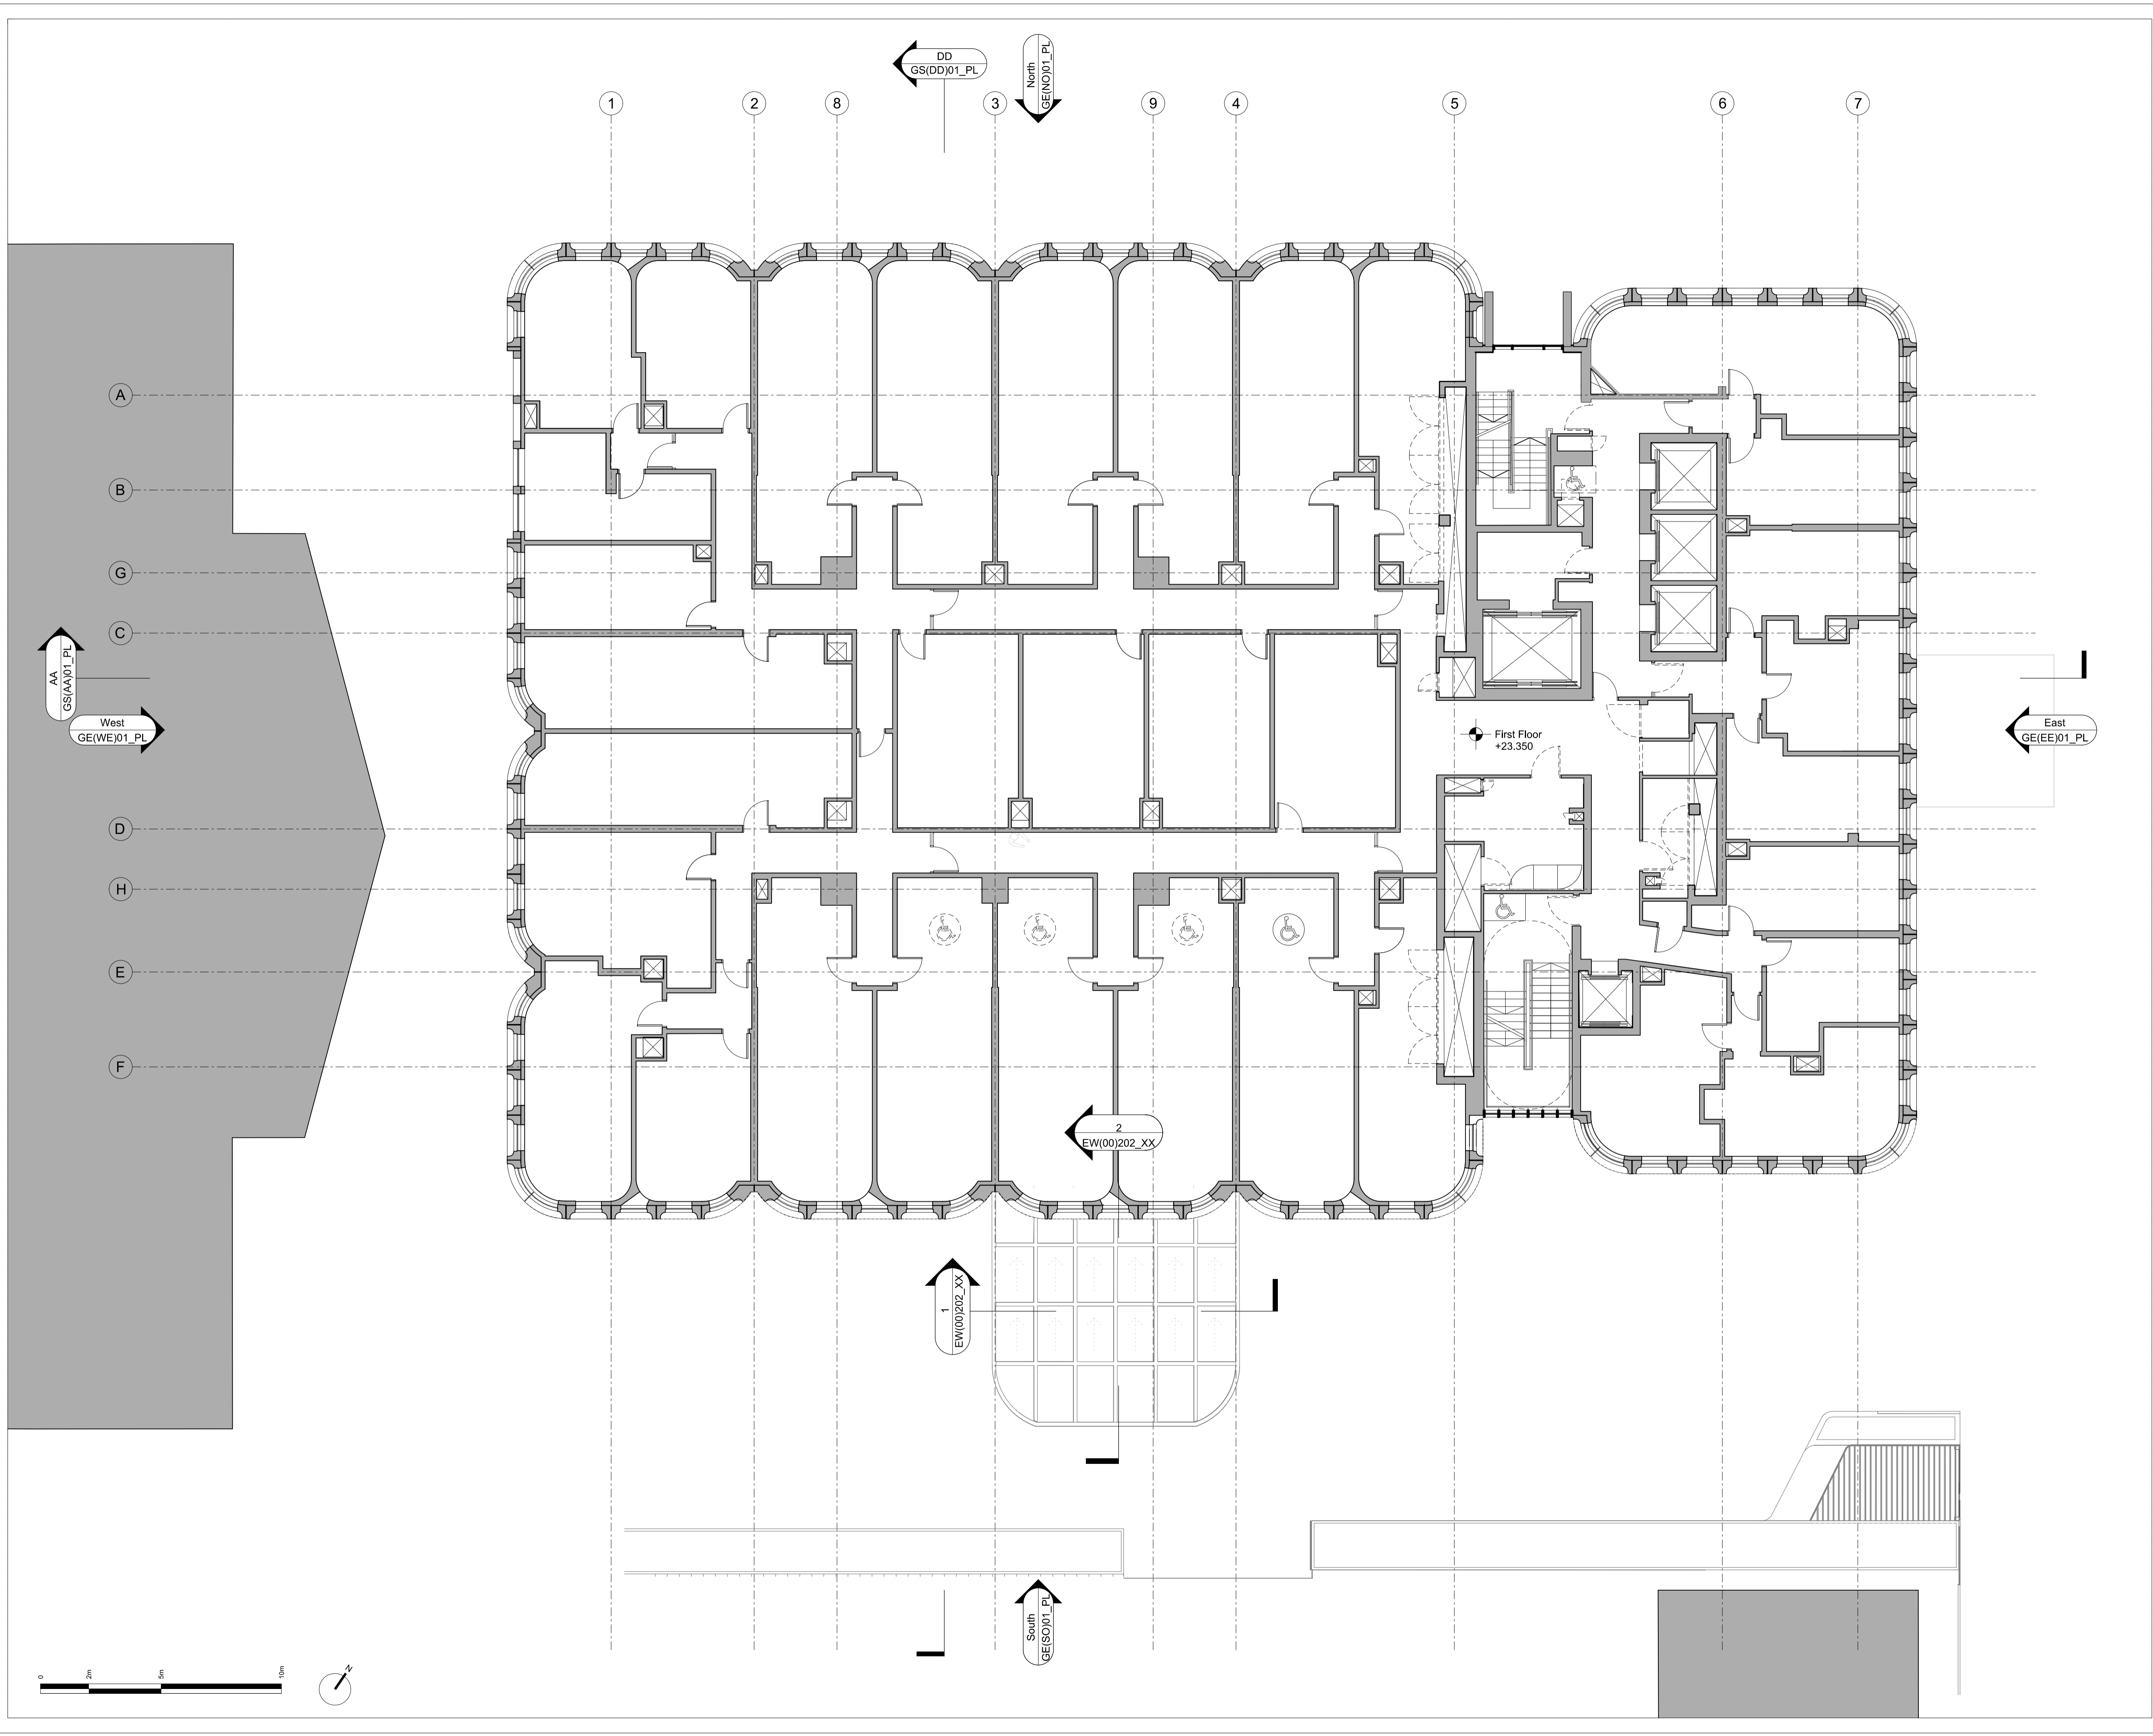 DD
GS(DD)01_PL
North
GE(NO)01_PL
1
2
8
3
9
4
5
6
7
A
B
G
C
D
H
E
F
AA
GS(AA)01_PL
West
GE(WE)01_PL
First Floor
+23.350
East
GE(EE)01_PL
2
EW(00)202_XX
1
EW(00)202_XX
South
GE(SO)01_PL
0
2m
5m
10m
N